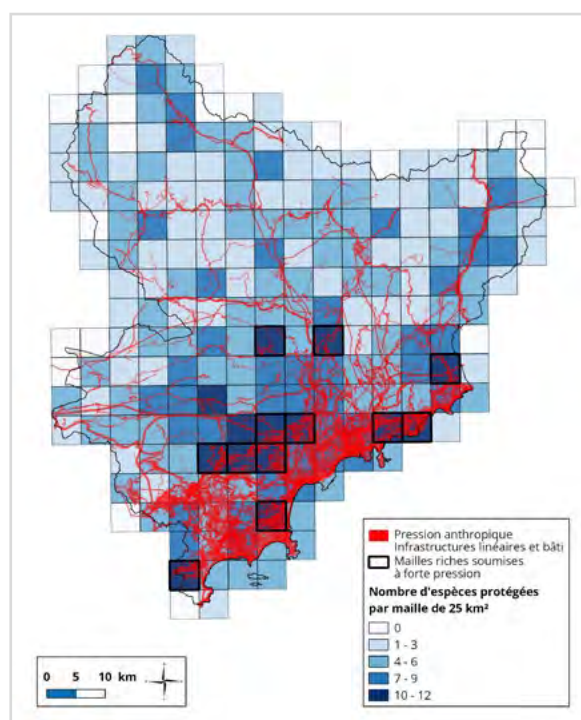 Pression anthropique
Infrastructures linéaires et bâti
Mailles riches soumises
à forte pression
Nombre d'espèces protégées
par maille de 25 km²
0
1 - 3
4 - 6
7 - 9
10 - 12
0 5 10 km